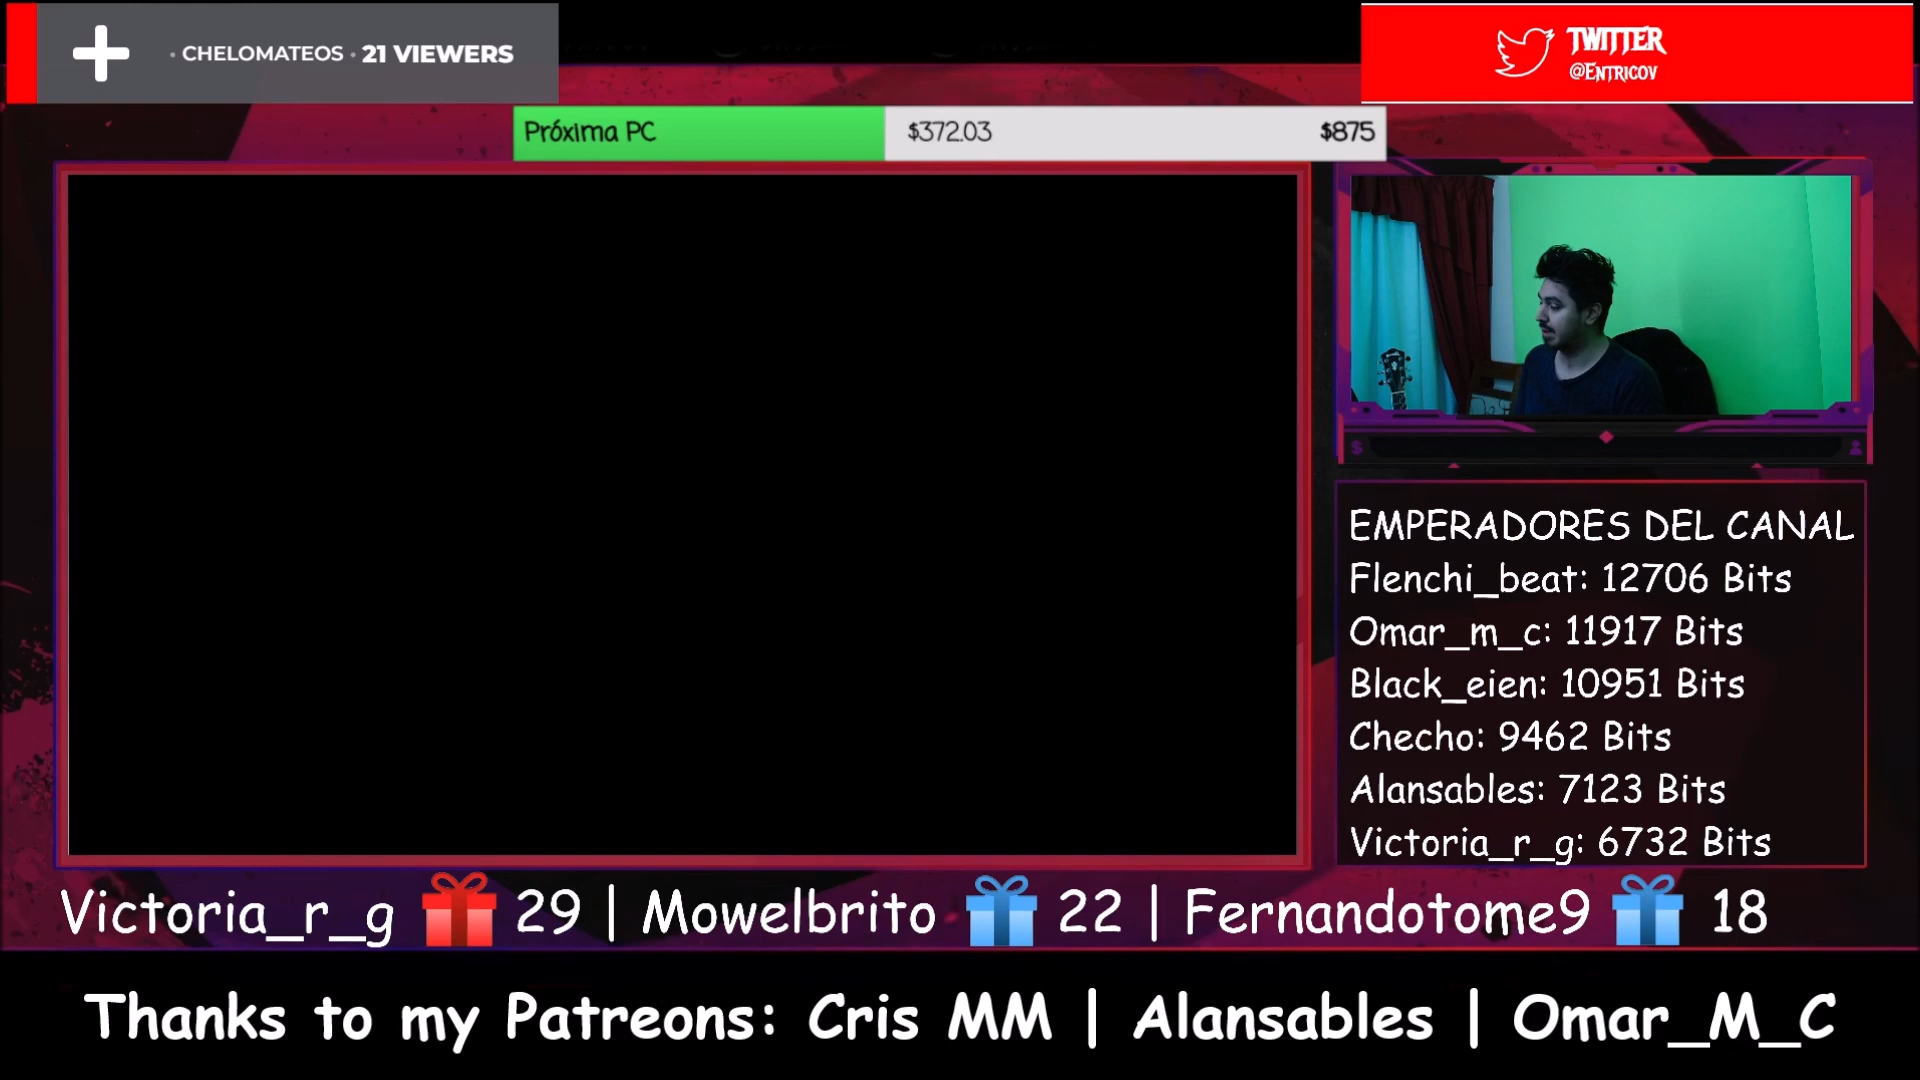 • CHELOMATEOS • 21 VIEWERS
TWITTER
@ENTRICOV
Próxima PC $372.03 $875
EMPERADORES DEL CANAL
Flenchi_beat: 12706 Bits
Omar_m_c: 11917 Bits
Black_eien: 10951 Bits
Checho: 9462 Bits
Alansables: 7123 Bits
Victoria_r_g: 6732 Bits
Victoria_r_g 29 | Mowelbrito 22 | Fernandotome9 18
Thanks to my Patreons: Cris MM | Alansables | Omar_M_C